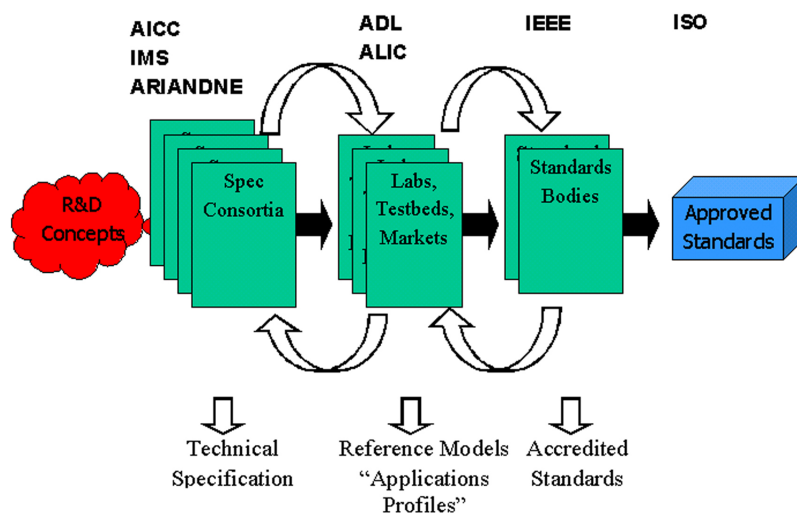 AICC
IMS
ARIANDNE
ADL
ALIC
IEEE
ISO
R&D
Concepts
Spec
Consortia
Labs,
Testbeds,
Markets
Standards
Bodies
Approved
Standards
Technical
Specification
Reference Models
“Applications
Profiles”
Accredited
Standards